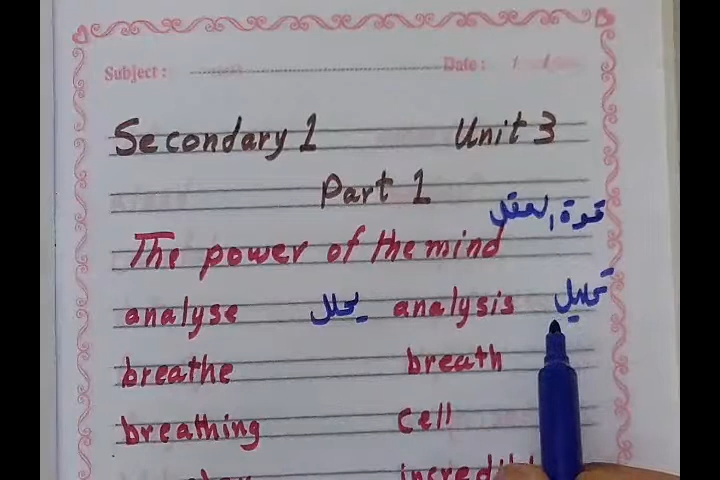 Subject : Date : / /
Secondary 1 Unit 3
Part 1
قوة العقل
The power of the mind
analyse يحلل analysis تحليل
breathe breath
breathing cell